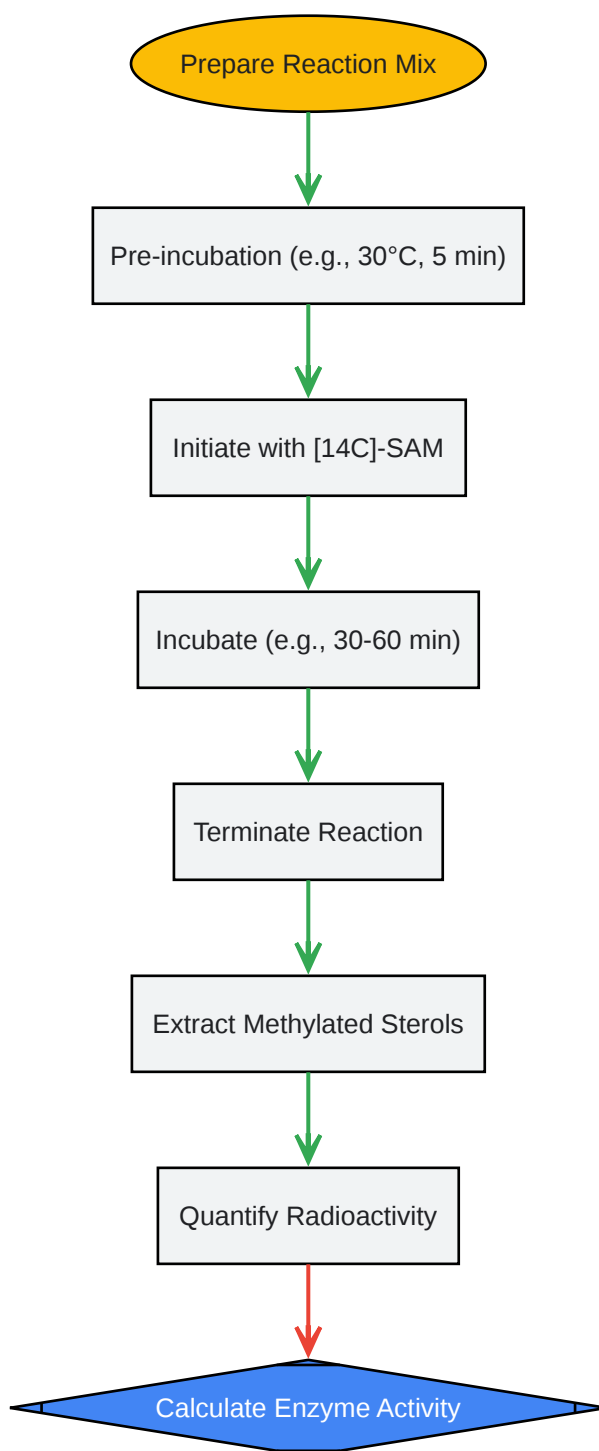 Prepare Reaction Mix
Pre-incubation (e.g., 30°C, 5 min)
Initiate with [14C]-SAM
Incubate (e.g., 30-60 min)
Terminate Reaction
Extract Methylated Sterols
Quantify Radioactivity
Calculate Enzyme Activity